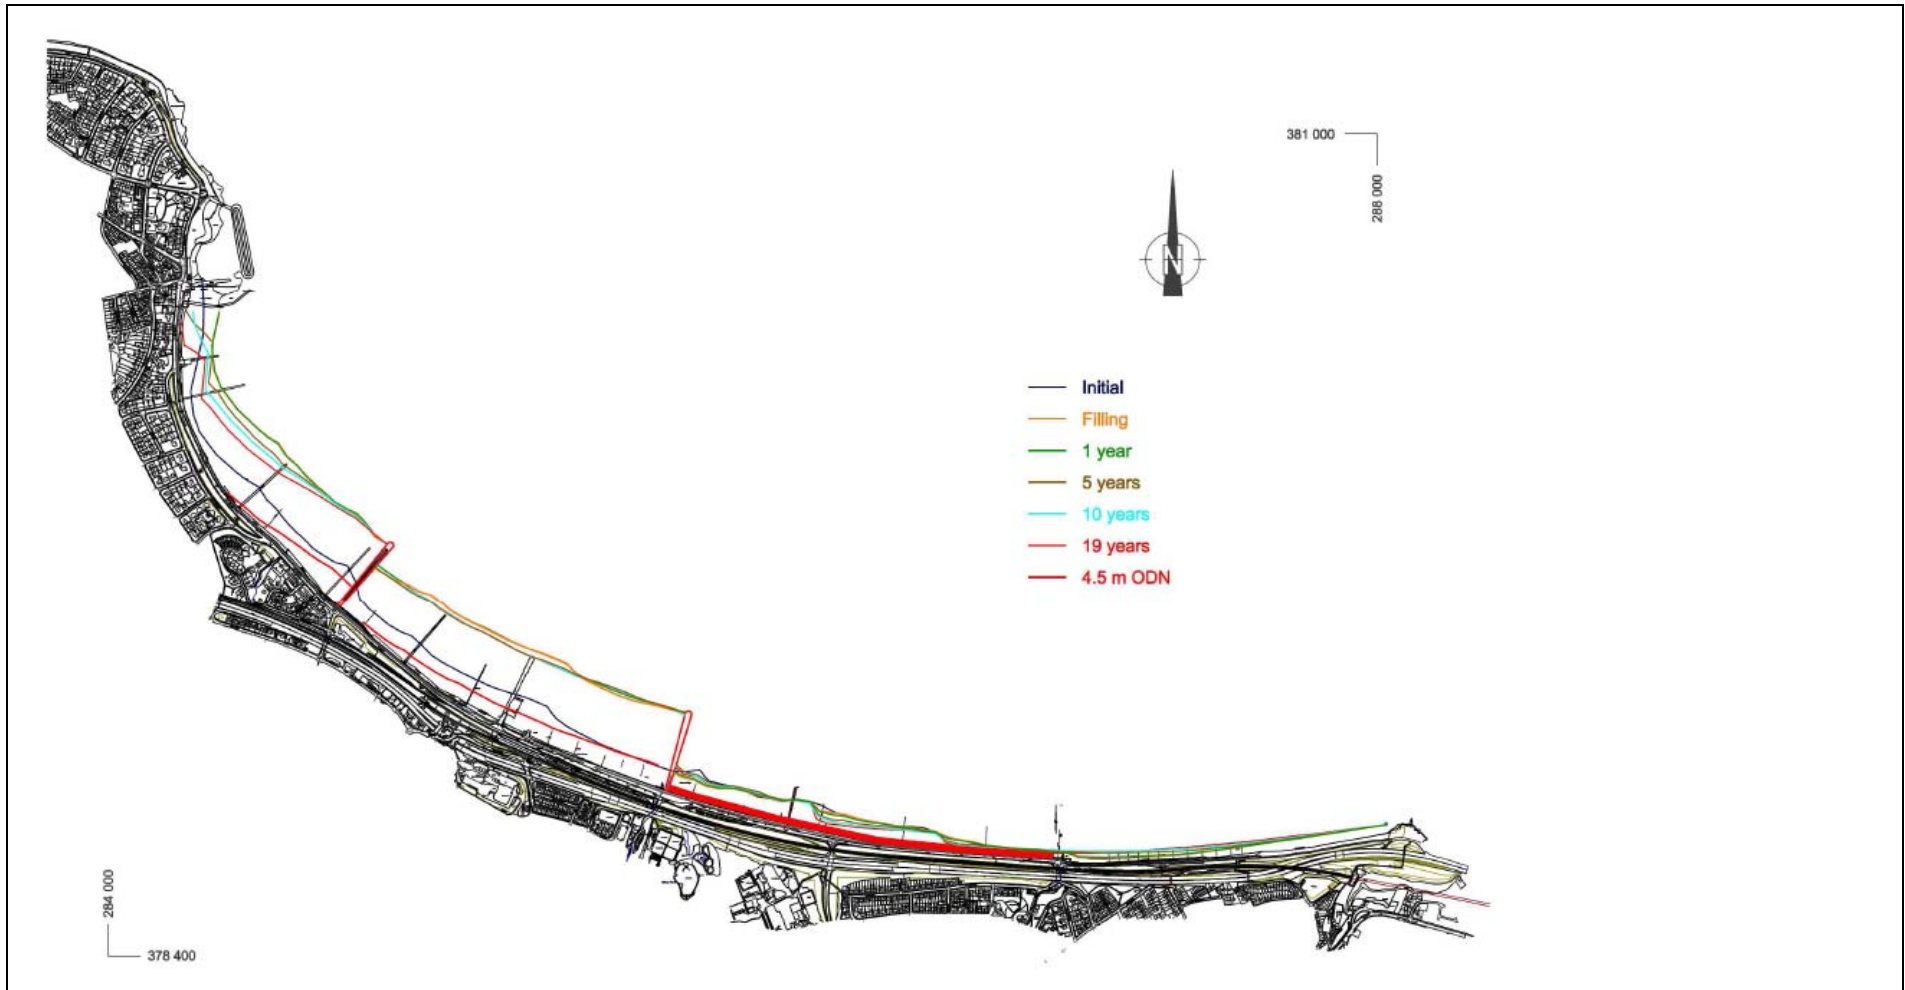 381 000
288 000
N
Initial
Filling
1 year
5 years
10 years
19 years
4.5 m ODN
284 000
378 400